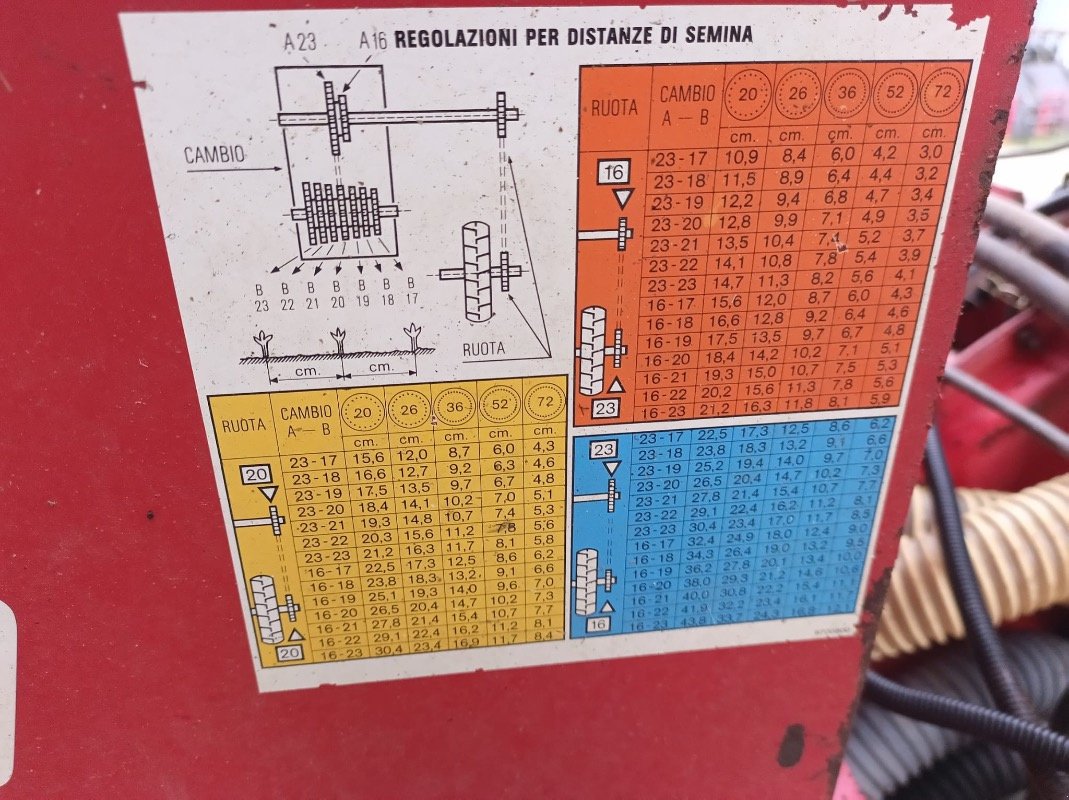 A23 A16 REGOLAZIONI PER DISTANZE DI SEMINA
CAMBIO
B B B B B B B
23 22 21 20 19 18 17
RUOTA
cm. cm.
RUOTA CAMBIO 20 26 36 52 72
A — B cm. cm. cm. cm. cm.
16
23-17 10,9 8,4 6,0 4,2 3,0
23-18 11,5 8,9 6,4 4,4 3,2
23-19 12,2 9,4 6,8 4,7 3,4
23-20 12,8 9,9 7,1 4,9 3,5
23-21 13,5 10,4 7,4 5,2 3,7
23-22 14,1 10,8 7,8 5,4 3,9
23-23 14,7 11,3 8,2 5,6 4,1
16-17 15,6 12,0 8,7 6,0 4,3
16-18 16,6 12,8 9,2 6,4 4,6
16-19 17,5 13,5 9,7 6,7 4,8
16-20 18,4 14,2 10,2 7,1 5,1
16-21 19,3 15,0 10,7 7,5 5,3
16-22 20,2 15,6 11,3 7,8 5,6
16-23 21,2 16,3 11,8 8,1 5,9
23
RUOTA CAMBIO 20 26 36 52 72
A — B cm. cm. cm. cm. cm.
20
23-17 15,6 12,0 8,7 6,0 4,3
23-18 16,6 12,7 9,2 6,3 4,6
23-19 17,5 13,5 9,7 6,7 4,8
23-20 18,4 14,1 10,2 7,0 5,1
23-21 19,3 14,8 10,7 7,4 5,3
23-22 20,3 15,6 11,2 7,8 5,6
23-23 21,2 16,3 11,7 8,1 5,8
16-17 22,5 17,3 12,5 8,6 6,2
16-18 23,8 18,3 13,2 9,1 6,6
16-19 25,1 19,3 14,0 9,6 7,0
16-20 26,5 20,4 14,7 10,2 7,3
16-21 27,8 21,4 15,4 10,7 7,7
16-22 29,1 22,4 16,2 11,2 8,1
16-23 30,4 23,4 16,9 11,7 8,4
20
23
23-17 22,5 17,3 12,5 8,6 6,2
23-18 23,8 18,3 13,2 9,1 6,6
23-19 25,2 19,4 14,0 9,7 7,0
23-20 26,5 20,4 14,7 10,2 7,3
23-21 27,8 21,4 15,4 10,7 7,7
23-22 29,1 22,4 16,2 11,2 8,1
23-23 30,4 23,4 17,0 11,7 8,5
16-17 32,4 24,9 18,0 12,4 9,0
16-18 34,3 26,4 19,0 13,2 9,5
16-19 36,2 27,8 20,1 13,4 10,0
16-20 38,0 29,3 21,2 14,6 10,6
16-21 40,0 30,8 22,2 15,4 11,1
16-22 41,9 32,2 23,4 16,1
16-23 43,8 33,7 24,3 16,8
16